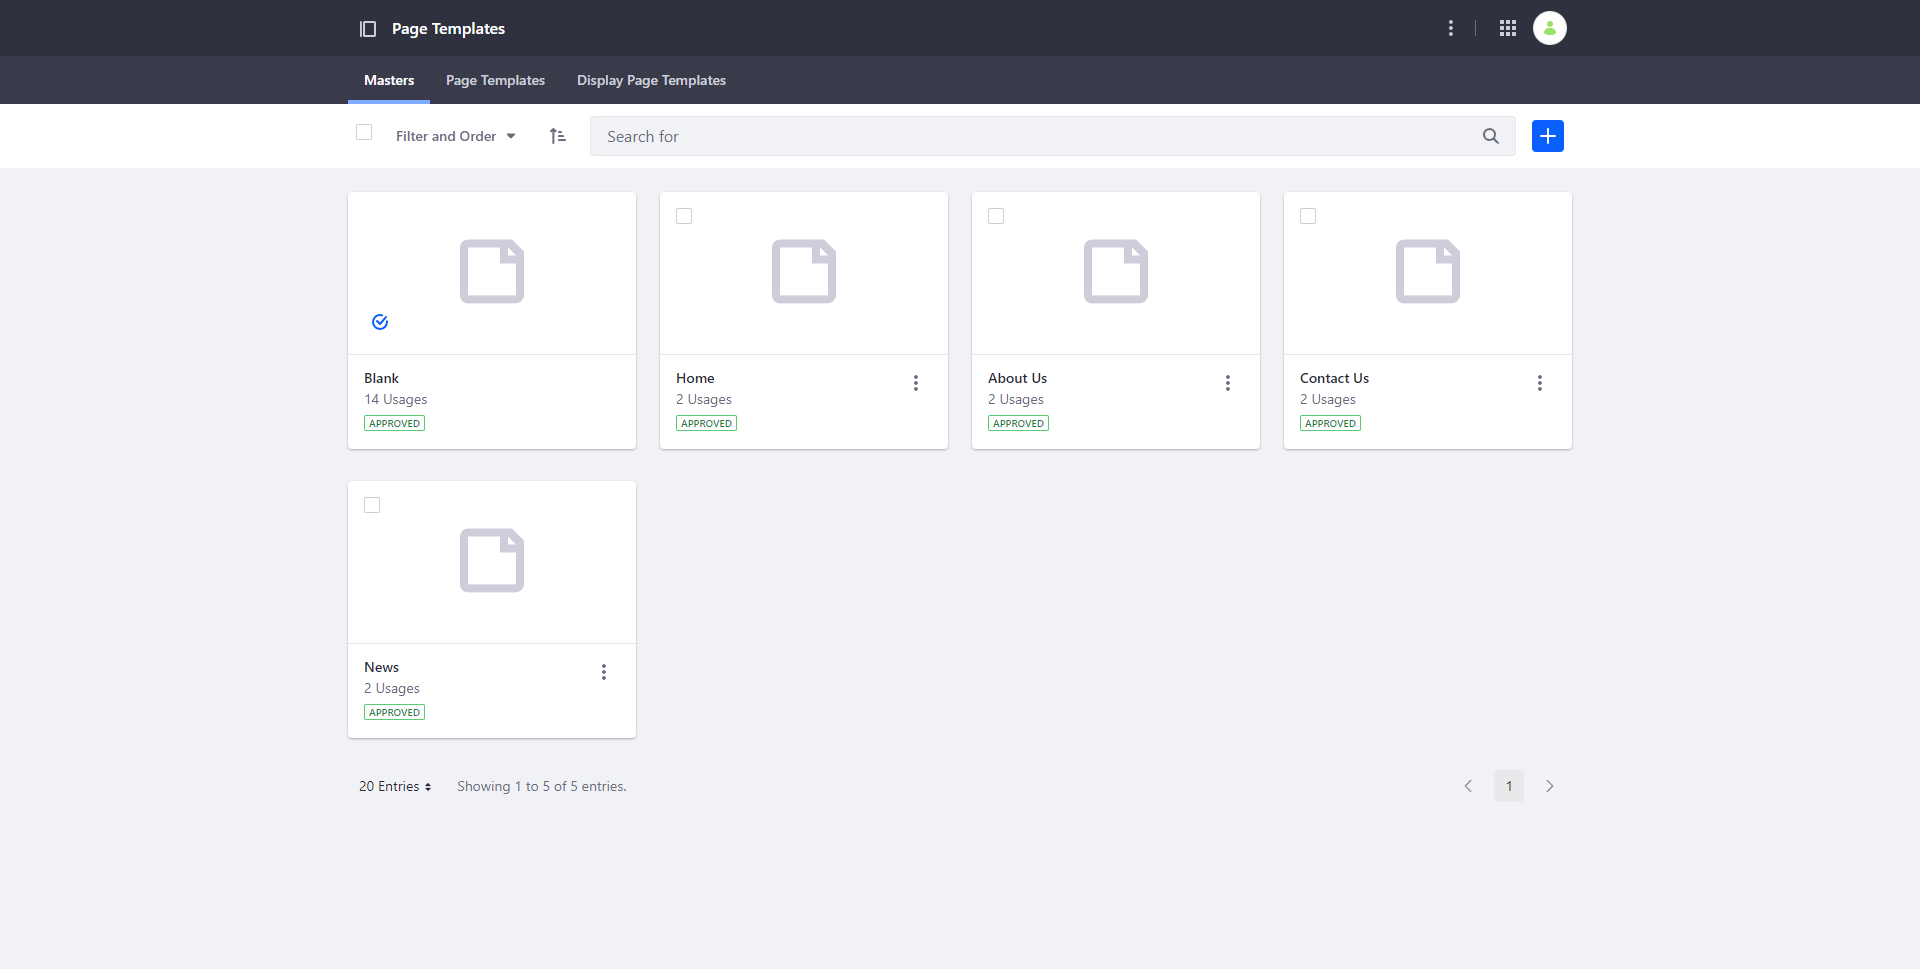 Page Templates
Masters
Page Templates
Display Page Templates
Filter and Order
Search for
Blank
14 Usages
APPROVED
Home
2 Usages
APPROVED
About Us
2 Usages
APPROVED
Contact Us
2 Usages
APPROVED
News
2 Usages
APPROVED
20 Entries
Showing 1 to 5 of 5 entries.
1